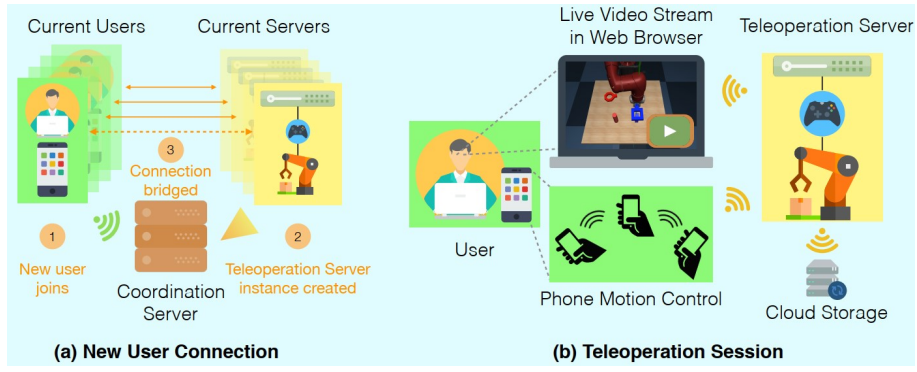 Current Users
Current Servers
3
Connection
bridged
1
New user
joins
Coordination
Server
2
Teleoperation Server
instance created
(a) New User Connection
Live Video Stream
in Web Browser
Teleoperation Server
User
Phone Motion Control
Cloud Storage
(b) Teleoperation Session